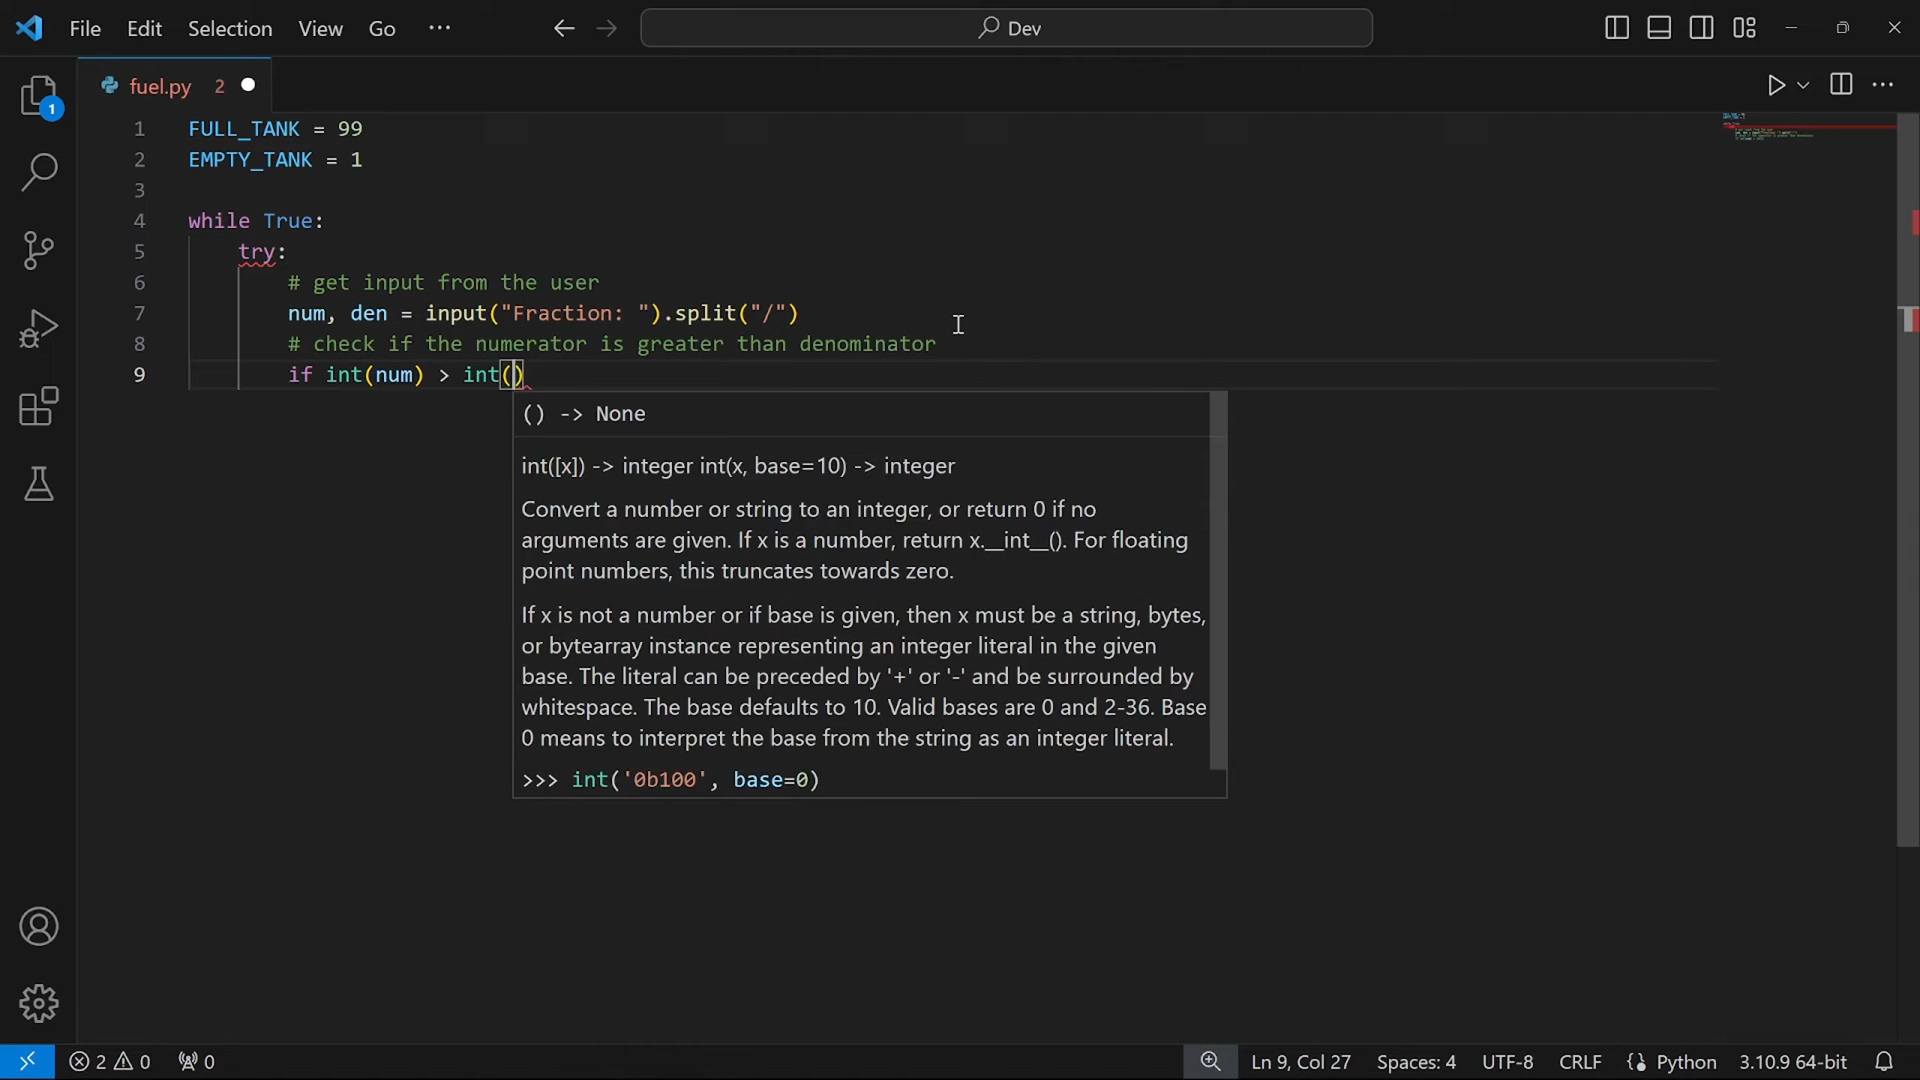 File Edit Selection View Go ··· Dev
fuel.py 2
1
1 FULL_TANK = 99
2 EMPTY_TANK = 1
3
4 while True:
5 try:
6 # get input from the user
7 num, den = input("Fraction: ").split("/")
8 # check if the numerator is greater than denominator
9 if int(num) > int()
() -> None
int([x]) -> integer int(x, base=10) -> integer
Convert a number or string to an integer, or return 0 if no
arguments are given. If x is a number, return x.__int__(). For floating
point numbers, this truncates towards zero.
If x is not a number or if base is given, then x must be a string, bytes,
or bytearray instance representing an integer literal in the given
base. The literal can be preceded by '+' or '-' and be surrounded by
whitespace. The base defaults to 10. Valid bases are 0 and 2-36. Base
0 means to interpret the base from the string as an integer literal.
>>> int('0b100', base=0)
2 0 0 Ln 9, Col 27 Spaces: 4 UTF-8 CRLF Python 3.10.9 64-bit